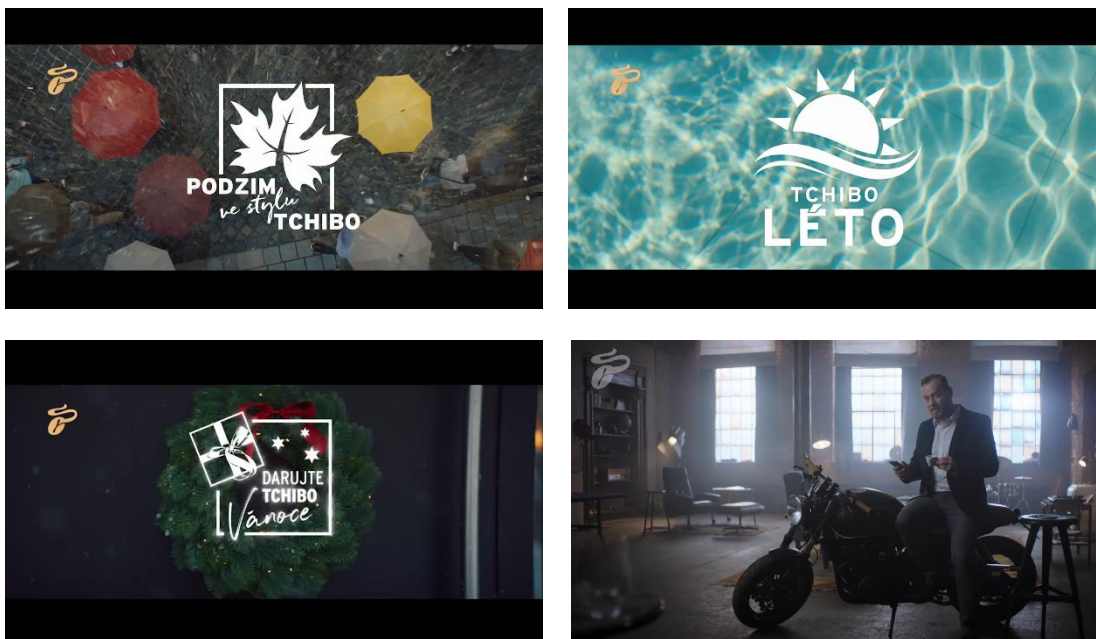 PODZIM
ve stylu
TCHIBO
TCHIBO
LÉTO
DARUJTE
TCHIBO
Vánoce